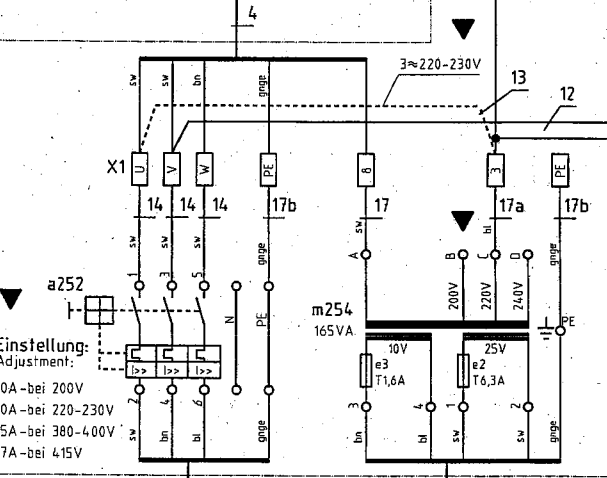 4
sw
sw
bn
gnge
3≈220-230V
13
12
X1
U
V
W
PE
8
3
PE
14
14
14
17b
17
17a
17b
sw
sw
sw
gnge
sw
bl
gnge
A
B
C
D
200V
220V
240V
a252
1
3
5
N
PE
m254
165VA
PE
Einstellung:
Adjustment:
I>>
I>>
I>>
10V
25V
e3
T1,6A
e2
T6,3A
0A-bei 200V
0A-bei 220-230V
5A-bei 380-400V
7A-bei 415V
2
4
6
3
4
1
2
sw
bn
bl
gnge
bn
bl
sw
sw
gnge